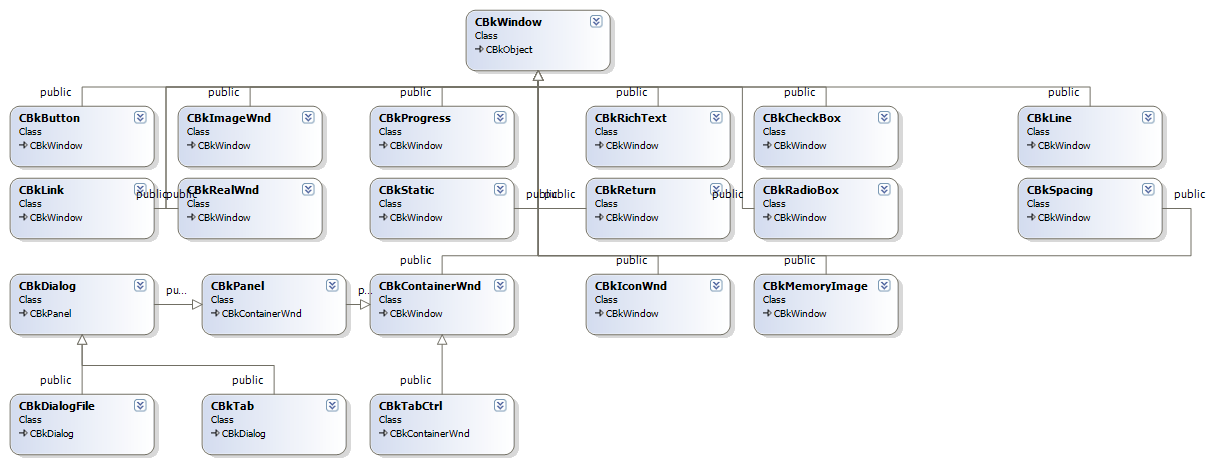 CBkWindow
Class
CBkObject
public public public public public public
CBkButton CBkImageWnd CBkProgress CBkRichText CBkCheckBox CBkLine
Class Class Class Class Class Class
CBkWindow CBkWindow CBkWindow CBkWindow CBkWindow CBkWindow
CBkLink public public CBkRealWnd CBkStatic public public CBkReturn public CBkRadioBox CBkSpacing public
Class Class Class Class Class Class
CBkWindow CBkWindow CBkWindow CBkWindow CBkWindow CBkWindow
public public public
CBkDialog pu... CBkPanel p... CBkContainerWnd CBkIconWnd CBkMemoryImage
Class Class Class Class Class
CBkPanel CBkContainerWnd CBkWindow CBkWindow CBkWindow
public public public
CBkDialogFile CBkTab CBkTabCtrl
Class Class Class
CBkDialog CBkDialog CBkContainerWnd